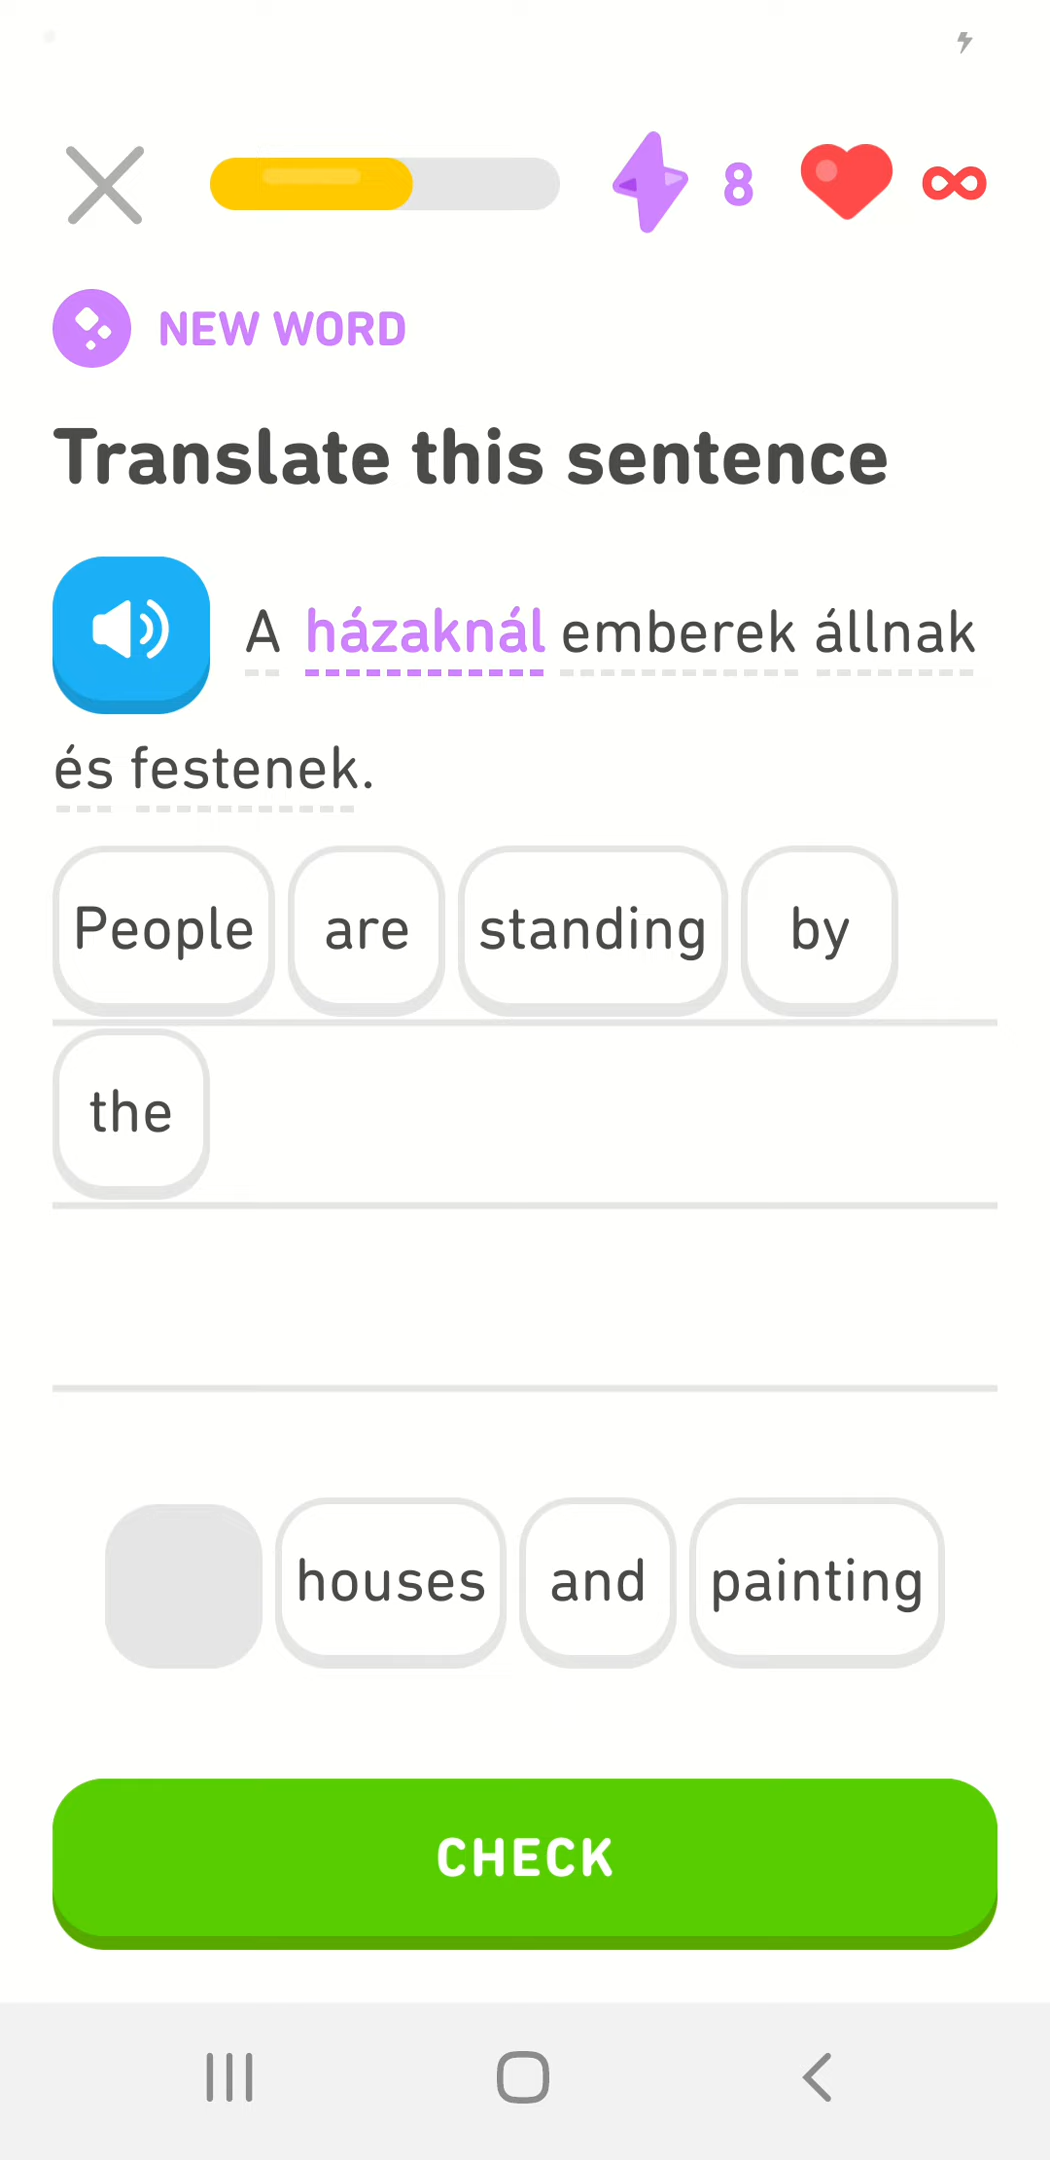 8
NEW WORD
Translate this sentence
A házaknál emberek állnak
és festenek.
People are standing by
the
houses and painting
CHECK